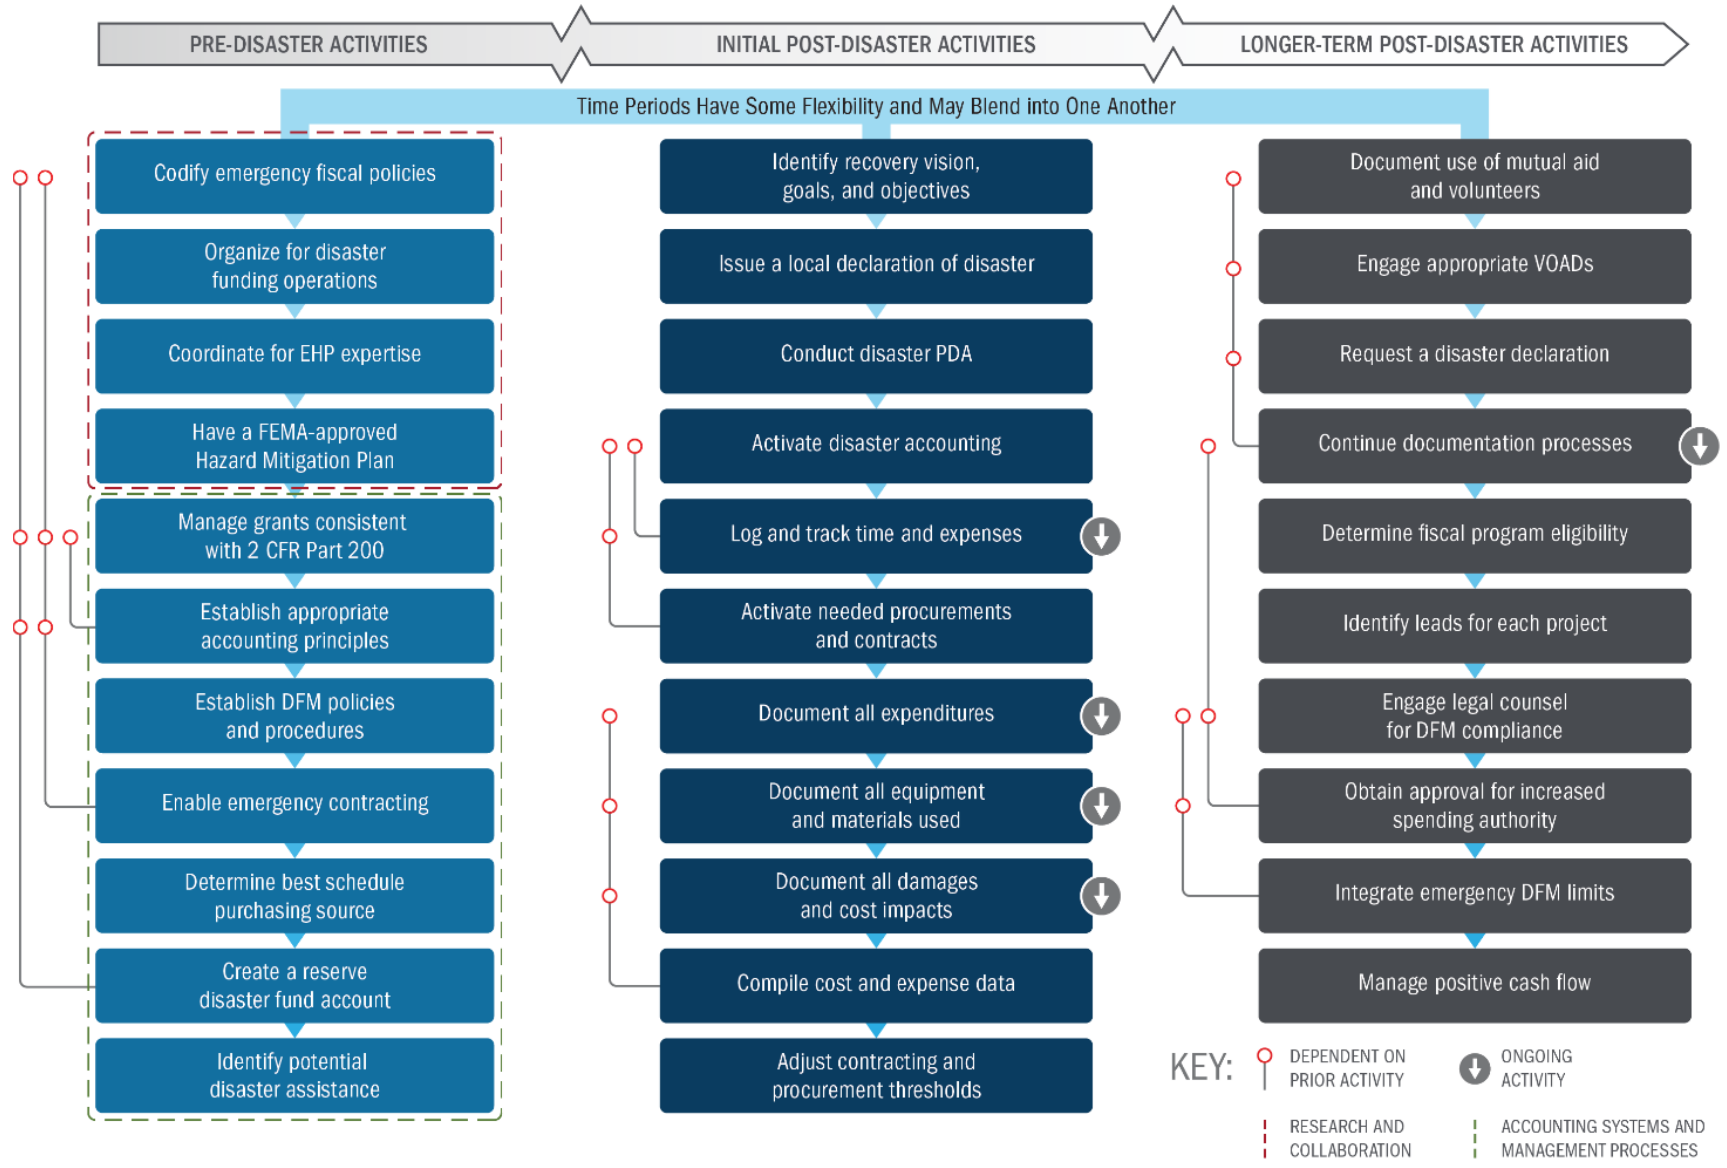 PRE-DISASTER ACTIVITIES
INITIAL POST-DISASTER ACTIVITIES
LONGER-TERM POST-DISASTER ACTIVITIES
Time Periods Have Some Flexibility and May Blend into One Another
Codify emergency fiscal policies
Organize for disaster
funding operations
Coordinate for EHP expertise
Have a FEMA-approved
Hazard Mitigation Plan
Manage grants consistent
with 2 CFR Part 200
Establish appropriate
accounting principles
Establish DFM policies
and procedures
Enable emergency contracting
Determine best schedule
purchasing source
Create a reserve
disaster fund account
Identify potential
disaster assistance
Identify recovery vision,
goals, and objectives
Issue a local declaration of disaster
Conduct disaster PDA
Activate disaster accounting
Log and track time and expenses
Activate needed procurements
and contracts
Document all expenditures
Document all equipment
and materials used
Document all damages
and cost impacts
Compile cost and expense data
Adjust contracting and
procurement thresholds
Document use of mutual aid
and volunteers
Engage appropriate VOADs
Request a disaster declaration
Continue documentation processes
Determine fiscal program eligibility
Identify leads for each project
Engage legal counsel
for DFM compliance
Obtain approval for increased
spending authority
Integrate emergency DFM limits
Manage positive cash flow
KEY:
DEPENDENT ON
PRIOR ACTIVITY
ONGOING
ACTIVITY
RESEARCH AND
COLLABORATION
ACCOUNTING SYSTEMS AND
MANAGEMENT PROCESSES